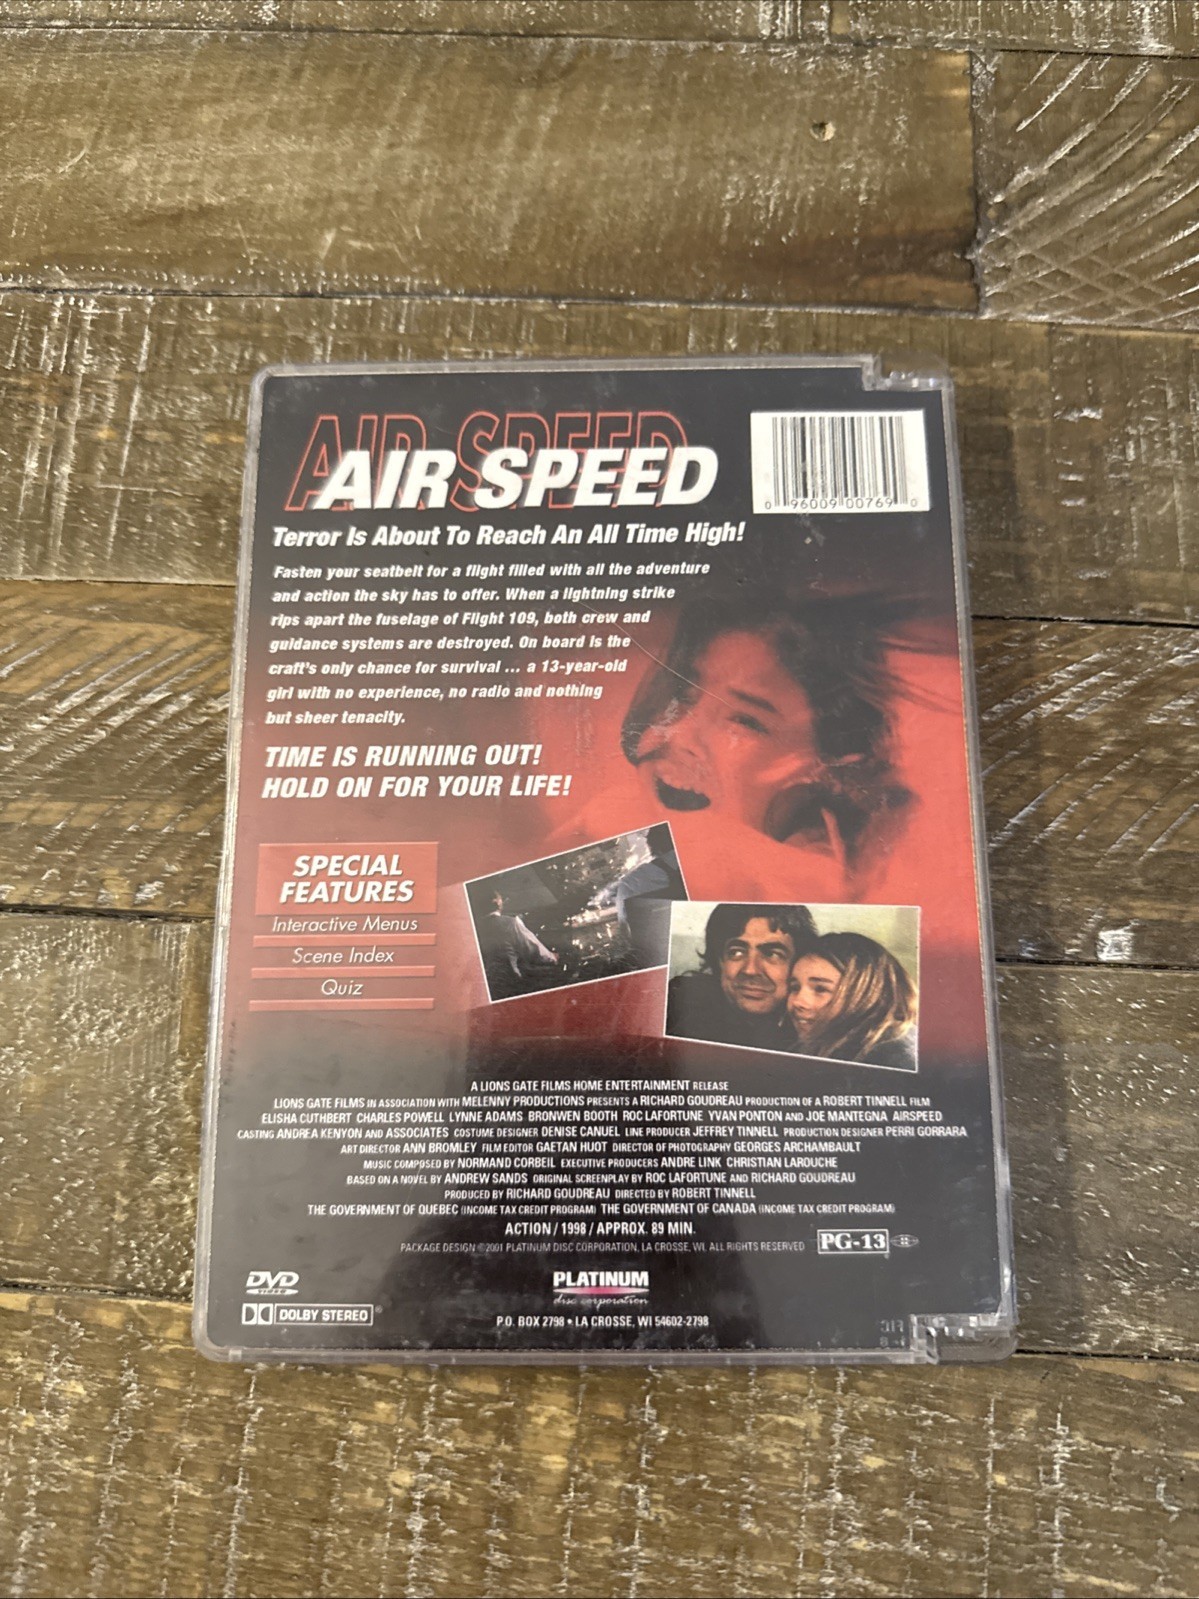 AIR SPEED
AIR SPEED
0 96009 00769 0
Terror Is About To Reach An All Time High!
Fasten your seatbelt for a flight filled with all the adventure
and action the sky has to offer. When a lightning strike
rips apart the fuselage of Flight 109, both crew and
guidance systems are destroyed. On board is the
craft's only chance for survival ... a 13-year-old
girl with no experience, no radio and nothing
but sheer tenacity.
TIME IS RUNNING OUT!
HOLD ON FOR YOUR LIFE!
SPECIAL
FEATURES
Interactive Menus
Scene Index
Quiz
A LIONS GATE FILMS HOME ENTERTAINMENT RELEASE
LIONS GATE FILMS IN ASSOCIATION WITH MELENNY PRODUCTIONS PRESENTS A RICHARD GOUDREAU PRODUCTION OF A ROBERT TINNELL FILM
ELISHA CUTHBERT CHARLES POWELL LYNNE ADAMS BRONWEN BOOTH ROC LAFORTUNE YVAN PONTON AND JOE MANTEGNA AIRSPEED
CASTING ANDREA KENYON AND ASSOCIATES COSTUME DESIGNER DENISE CANUEL LINE PRODUCER JEFFREY TINNELL PRODUCTION DESIGNER PERRI GORRARA
ART DIRECTOR ANN BROMLEY FILM EDITOR GAETAN HUOT DIRECTOR OF PHOTOGRAPHY GEORGES ARCHAMBAULT
MUSIC COMPOSED BY NORMAND CORBEIL EXECUTIVE PRODUCERS ANDRE LINK CHRISTIAN LAROUCHE
BASED ON A NOVEL BY ANDREW SANDS ORIGINAL SCREENPLAY BY ROC LAFORTUNE AND RICHARD GOUDREAU
PRODUCED BY RICHARD GOUDREAU DIRECTED BY ROBERT TINNELL
THE GOVERNMENT OF QUEBEC (INCOME TAX CREDIT PROGRAM) THE GOVERNMENT OF CANADA (INCOME TAX CREDIT PROGRAM)
ACTION / 1998 / APPROX. 89 MIN.
PACKAGE DESIGN ©2001 PLATINUM DISC CORPORATION, LA CROSSE, WI. ALL RIGHTS RESERVED PG-13
DVD
VIDEO
PLATINUM
disc corporation
DOLBY STEREO ®
P.O. BOX 2798 • LA CROSSE, WI 54602-2798